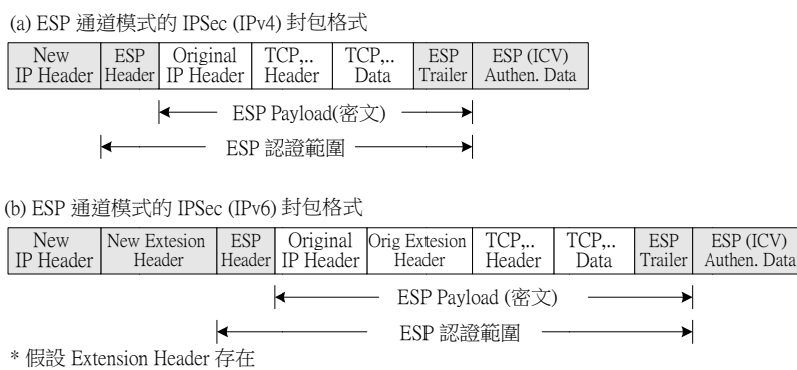 (a) ESP 通道模式的 IPSec (IPv4) 封包格式
New IP Header
ESP Header
Original IP Header
TCP,.. Header
TCP,.. Data
ESP Trailer
ESP (ICV) Authen. Data
ESP Payload(密文)
ESP 認證範圍
(b) ESP 通道模式的 IPSec (IPv6) 封包格式
New IP Header
New Extesion Header
ESP Header
Original IP Header
Orig Extesion Header
TCP,.. Header
TCP,.. Data
ESP Trailer
ESP (ICV) Authen. Data
ESP Payload (密文)
ESP 認證範圍
* 假設 Extension Header 存在